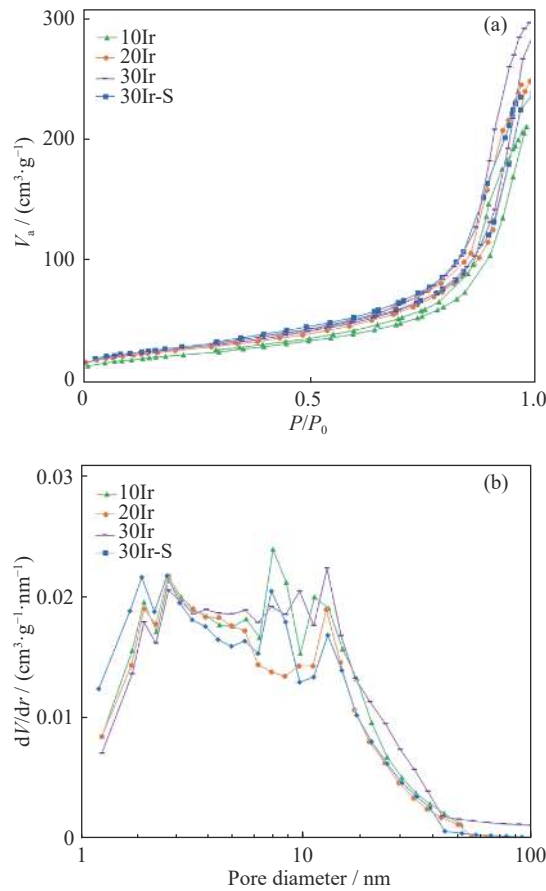 300
(a)
10Ir
20Ir
30Ir
30Ir-S
200
Vₐ / (cm³·g⁻¹)
100
0
0
0.5
1.0
P/P₀
0.03
(b)
10Ir
20Ir
30Ir
30Ir-S
0.02
dV/dr / (cm³·g⁻¹·nm⁻¹)
0.01
0
1
10
100
Pore diameter / nm